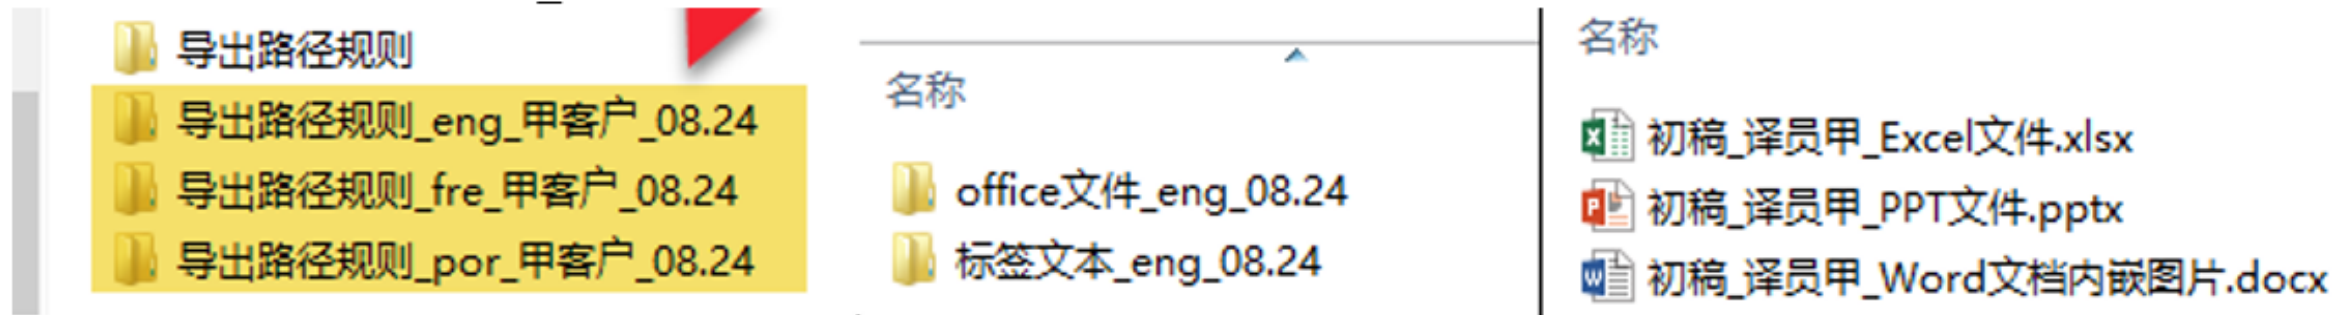 导出路径规则
导出路径规则_eng_甲客户_08.24
导出路径规则_fre_甲客户_08.24
导出路径规则_por_甲客户_08.24
名称
office文件_eng_08.24
标签文本_eng_08.24
名称
初稿_译员甲_Excel文件.xlsx
初稿_译员甲_PPT文件.pptx
初稿_译员甲_Word文档内嵌图片.docx